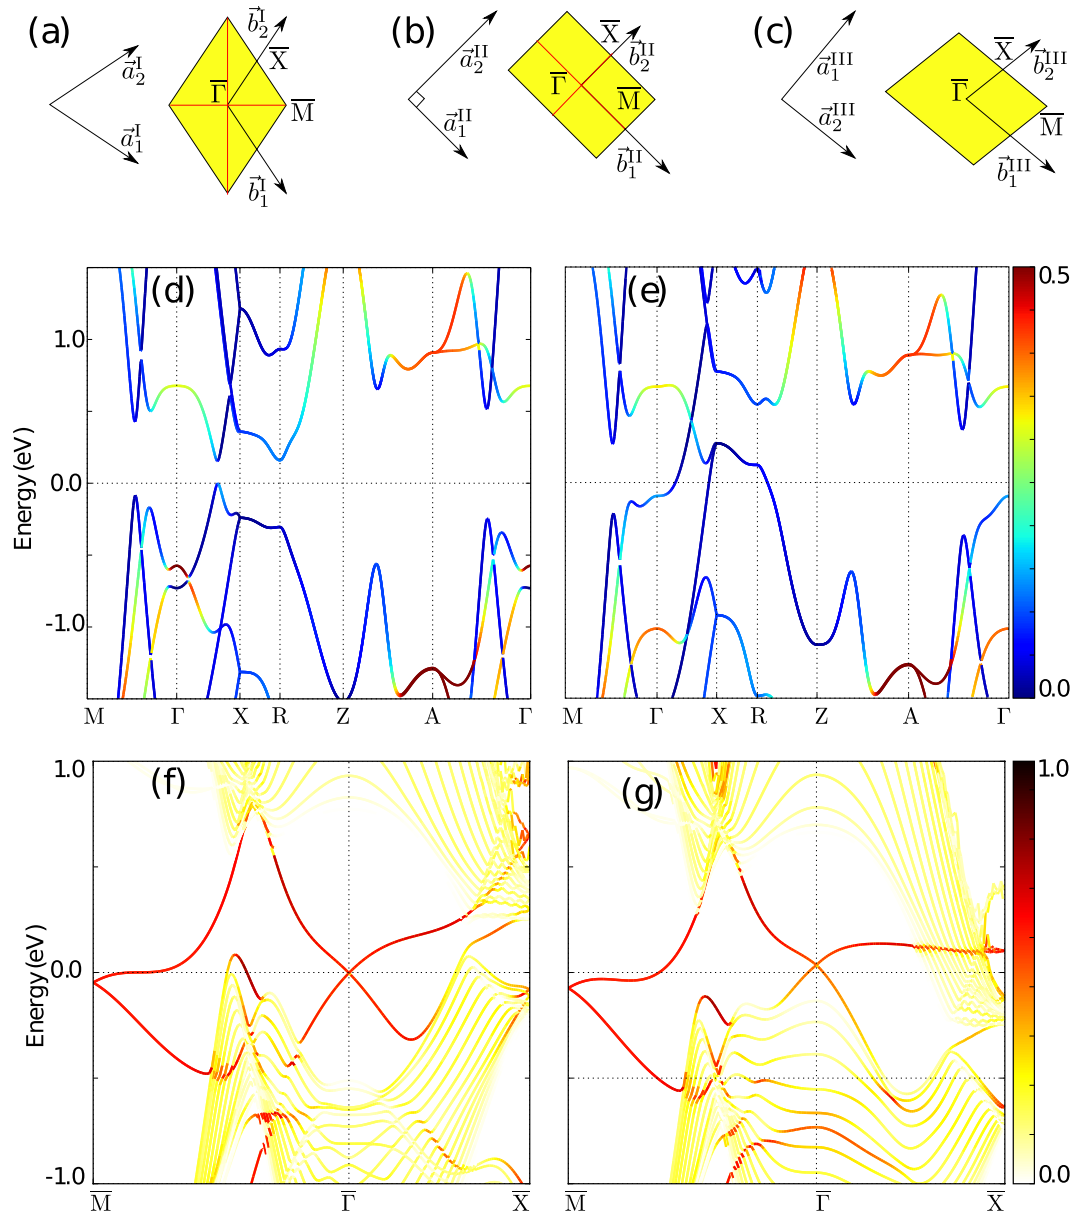 (a)
a⃗₂ᴵ
a⃗₁ᴵ
b⃗₂ᴵ
X̅
Γ̅
M̅
b⃗₁ᴵ
(b)
a⃗₂ᴵᴵ
a⃗₁ᴵᴵ
X̅
b⃗₂ᴵᴵ
Γ̅
M̅
b⃗₁ᴵᴵ
(c)
a⃗₁ᴵᴵᴵ
a⃗₂ᴵᴵᴵ
X̅
b⃗₂ᴵᴵᴵ
Γ̅
M̅
b⃗₁ᴵᴵᴵ
(d)
Energy(eV)
1.0
0.0
-1.0
M Γ X R Z A Γ
(e)
M Γ X R Z A Γ
0.5
0.0
(f)
Energy(eV)
1.0
0.0
-1.0
M̅ Γ̅ X̅
(g)
M̅ Γ̅ X̅
1.0
0.0